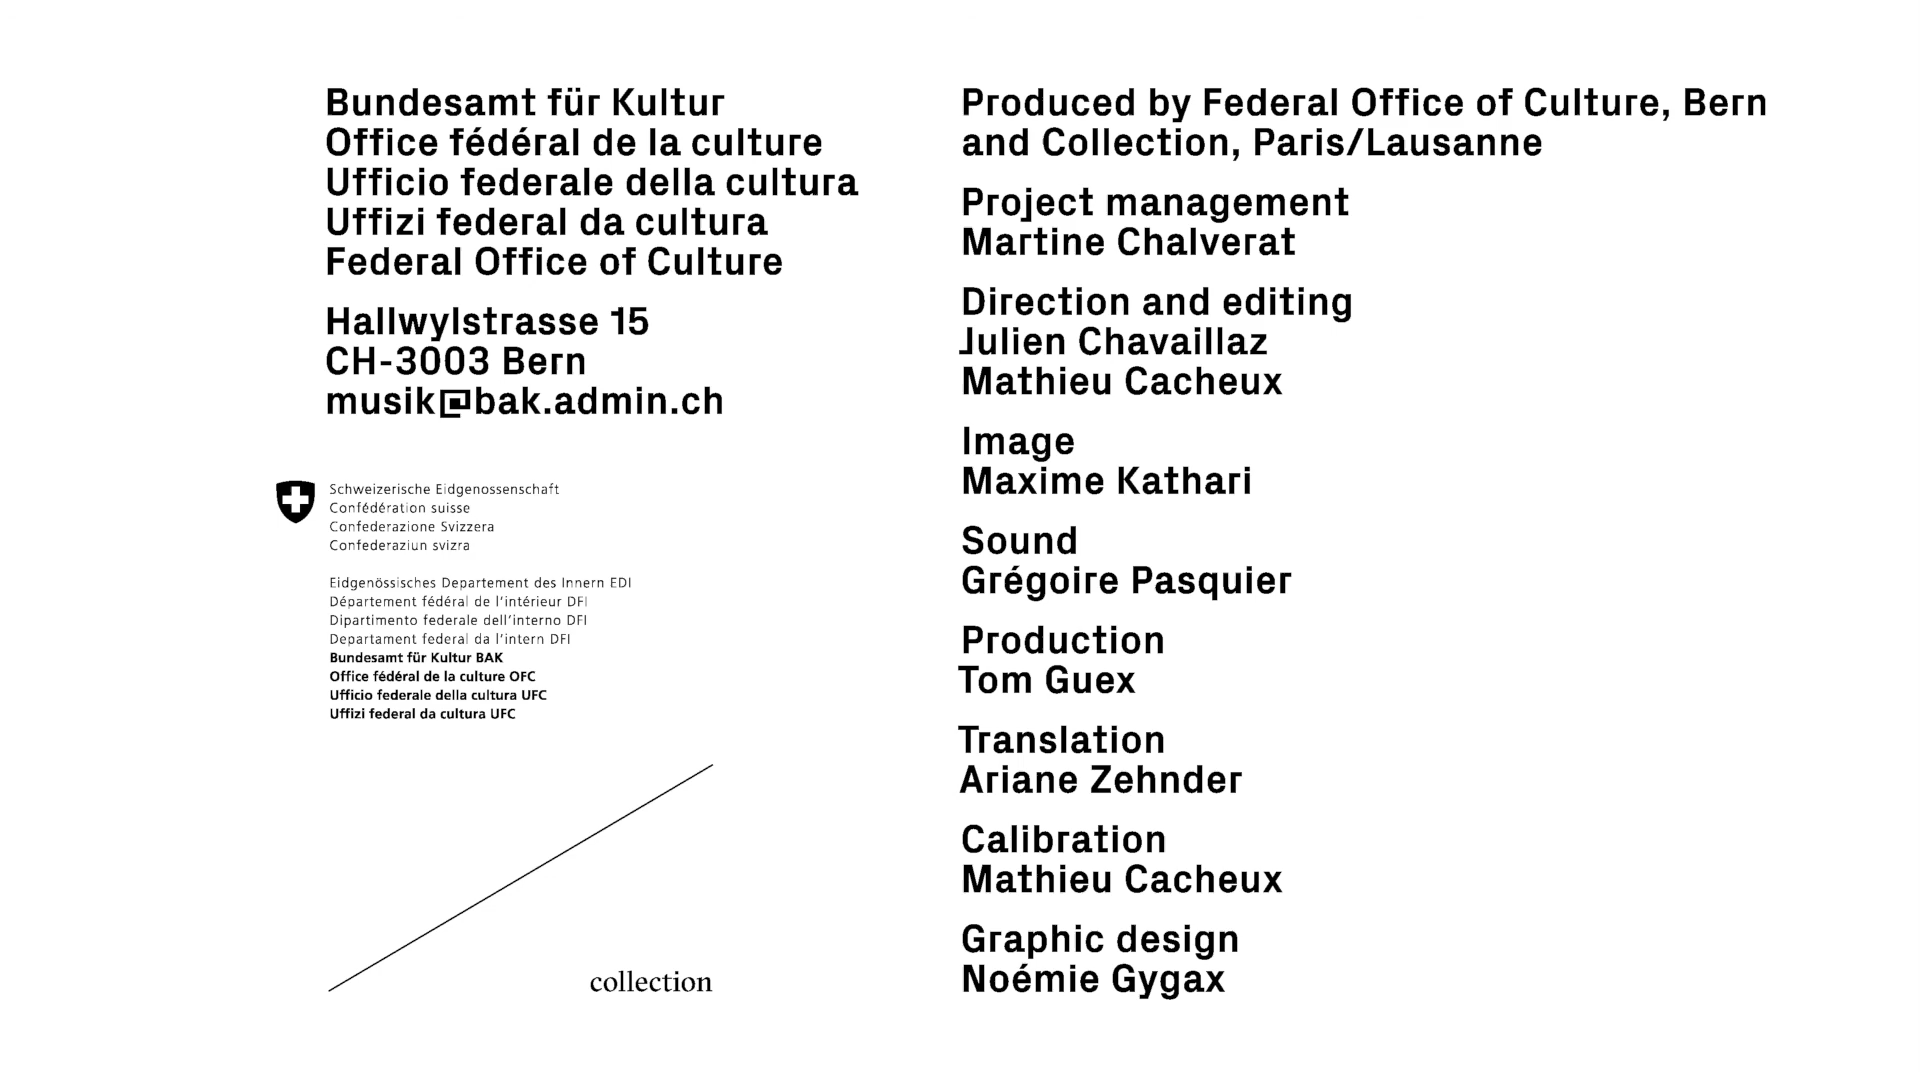 Bundesamt für Kultur
Office fédéral de la culture
Ufficio federale della cultura
Uffizi federal da cultura
Federal Office of Culture
Hallwylstrasse 15
CH-3003 Bern
musik@bak.admin.ch
Schweizerische Eidgenossenschaft
Confédération suisse
Confederazione Svizzera
Confederaziun svizra
Eidgenössisches Departement des Innern EDI
Département fédéral de l'intérieur DFI
Dipartimento federale dell'interno DFI
Departament federal da l'intern DFI
Bundesamt für Kultur BAK
Office fédéral de la culture OFC
Ufficio federale della cultura UFC
Uffizi federal da cultura UFC
collection
Produced by Federal Office of Culture, Bern
and Collection, Paris/Lausanne
Project management
Martine Chalverat
Direction and editing
Julien Chavaillaz
Mathieu Cacheux
Image
Maxime Kathari
Sound
Grégoire Pasquier
Production
Tom Guex
Translation
Ariane Zehnder
Calibration
Mathieu Cacheux
Graphic design
Noémie Gygax